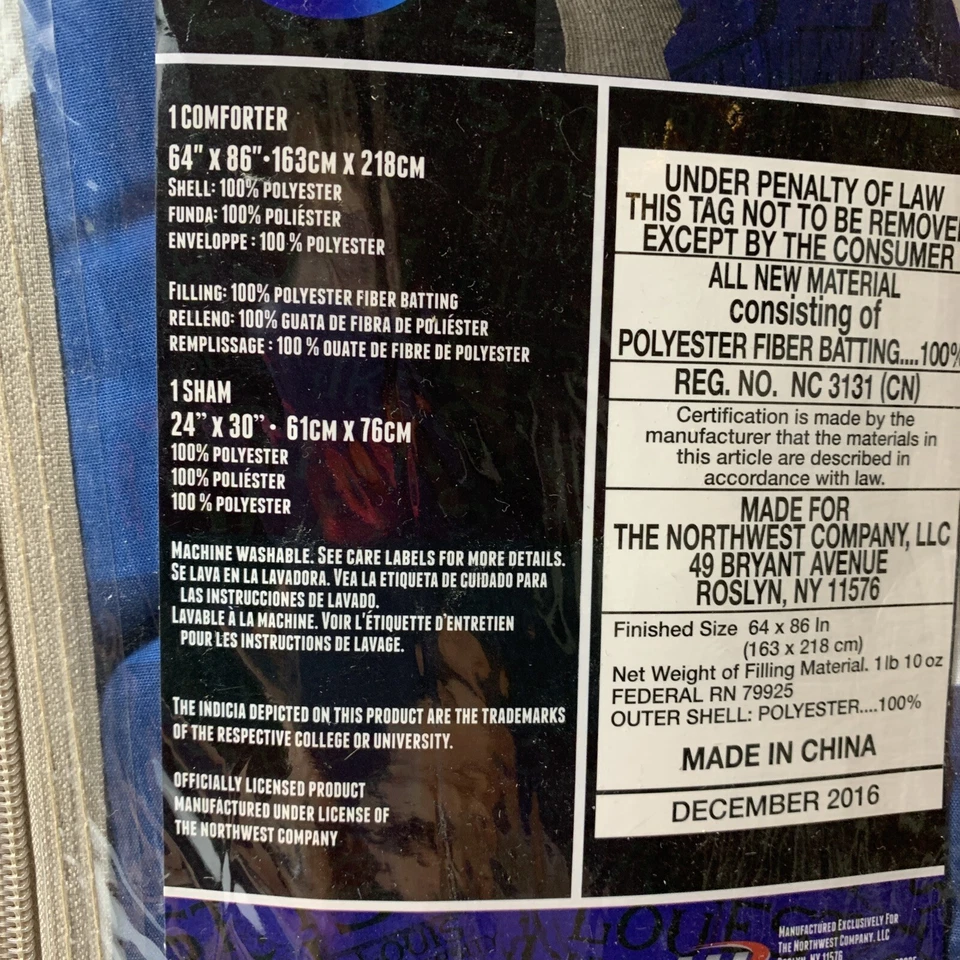 1 COMFORTER
64" X 86"•163CM X 218CM
SHELL: 100% POLYESTER
FUNDA: 100% POLIÉSTER
ENVELOPPE : 100 % POLYESTER
FILLING: 100% POLYESTER FIBER BATTING
RELLENO: 100% GUATA DE FIBRA DE POLIÉSTER
REMPLISSAGE : 100 % OUATE DE FIBRE DE POLYESTER
1 SHAM
24” X 30” • 61CM X 76CM
100% POLYESTER
100% POLIÉSTER
100 % POLYESTER
MACHINE WASHABLE. SEE CARE LABELS FOR MORE DETAILS.
SE LAVA EN LA LAVADORA. VEA LA ETIQUETA DE CUIDADO PARA
LAS INSTRUCCIONES DE LAVADO.
LAVABLE À LA MACHINE. VOIR L'ÉTIQUETTE D'ENTRETIEN
POUR LES INSTRUCTIONS DE LAVAGE.
THE INDICIA DEPICTED ON THIS PRODUCT ARE THE TRADEMARKS
OF THE RESPECTIVE COLLEGE OR UNIVERSITY.
OFFICIALLY LICENSED PRODUCT
MANUFACTURED UNDER LICENSE OF
THE NORTHWEST COMPANY
UNDER PENALTY OF LAW
THIS TAG NOT TO BE REMOVE
EXCEPT BY THE CONSUMER
ALL NEW MATERIAL
consisting of
POLYESTER FIBER BATTING....100%
REG. NO. NC 3131 (CN)
Certification is made by the
manufacturer that the materials in
this article are described in
accordance with law.
MADE FOR
THE NORTHWEST COMPANY, LLC
49 BRYANT AVENUE
ROSLYN, NY 11576
Finished Size 64 x 86 In
(163 x 218 cm)
Net Weight of Filling Material. 1 lb 10 oz
FEDERAL RN 79925
OUTER SHELL: POLYESTER....100%
MADE IN CHINA
DECEMBER 2016
MANUFACTURED EXCLUSIVELY FOR
THE NORTHWEST COMPANY, LLC
ROSLYN, NY 11576